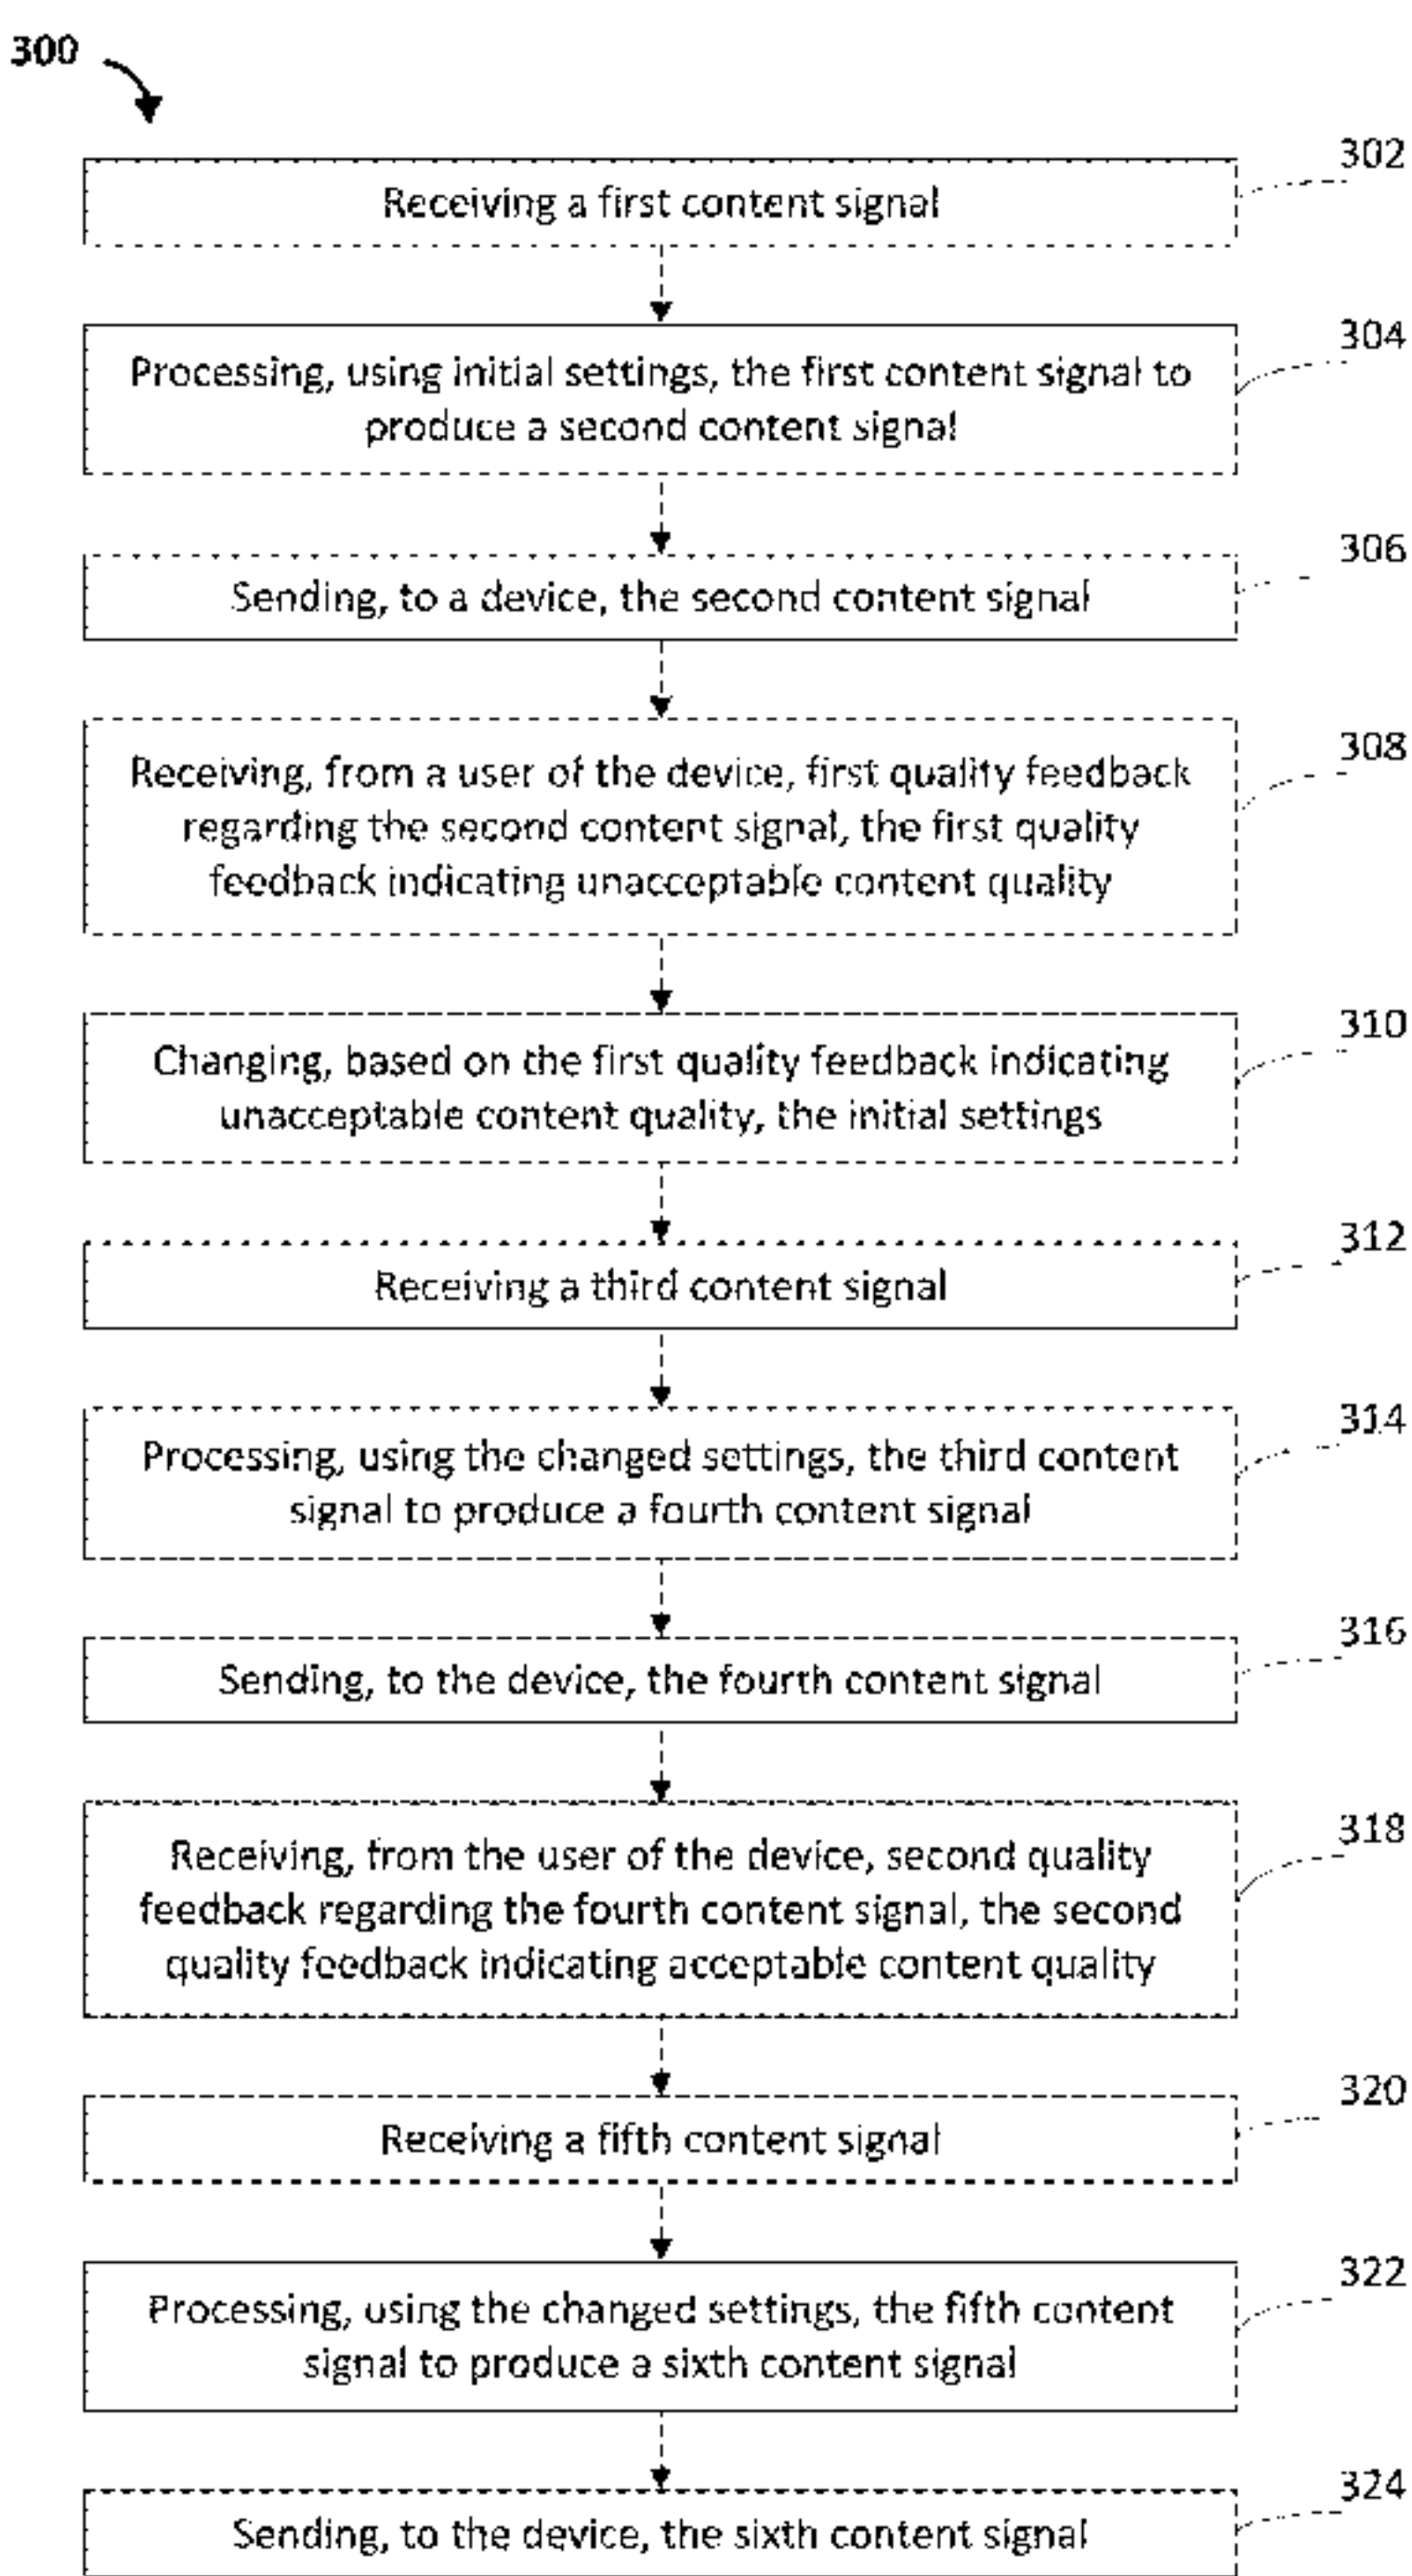 300
302
Receiving a first content signal
304
Processing, using initial settings, the first content signal to
produce a second content signal
306
Sending, to a device, the second content signal
308
Receiving, from a user of the device, first quality feedback
regarding the second content signal, the first quality
feedback indicating unacceptable content quality
310
Changing, based on the first quality feedback indicating
unacceptable content quality, the initial settings
312
Receiving a third content signal
314
Processing, using the changed settings, the third content
signal to produce a fourth content signal
316
Sending, to the device, the fourth content signal
318
Receiving, from the user of the device, second quality
feedback regarding the fourth content signal, the second
quality feedback indicating acceptable content quality
320
Receiving a fifth content signal
322
Processing, using the changed settings, the fifth content
signal to produce a sixth content signal
324
Sending, to the device, the sixth content signal